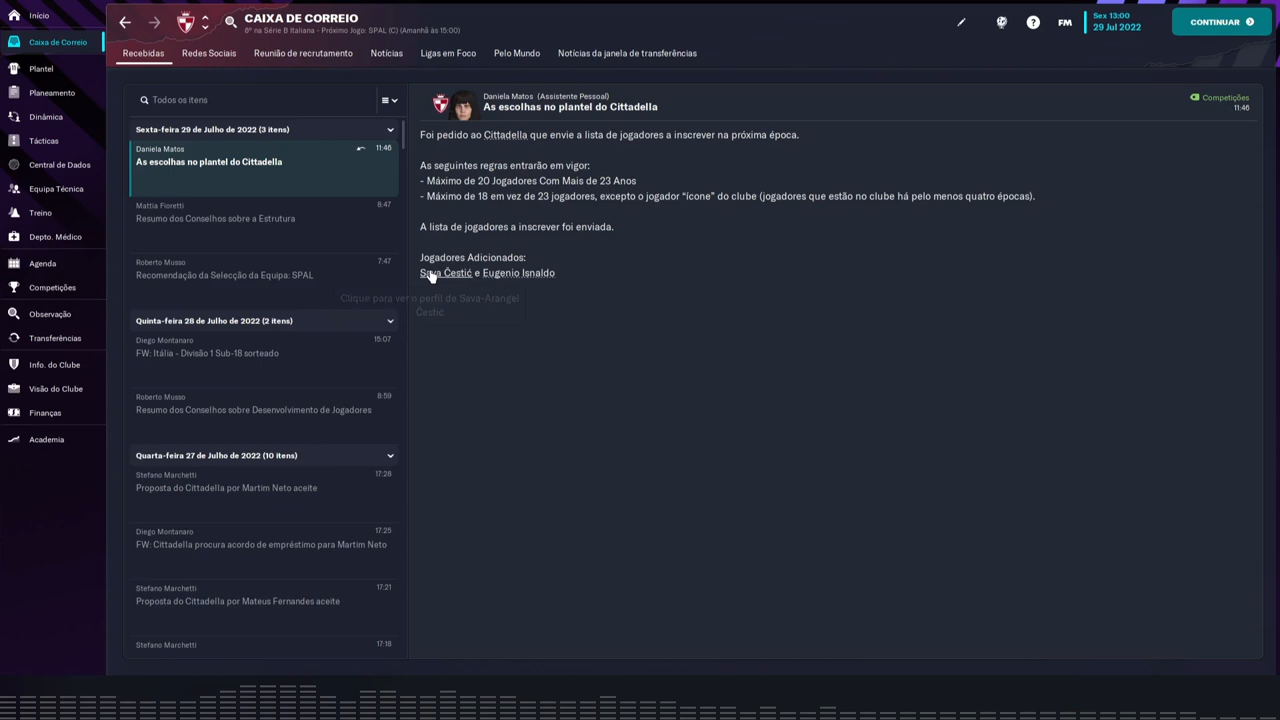 Início
Caixa de Correio
Plantel
Planeamento
Dinâmica
Tácticas
Central de Dados
Equipa Técnica
Treino
Depto. Médico
Agenda
Competições
Observação
Transferências
Info. do Clube
Visão do Clube
Finanças
Academia
CAIXA DE CORREIO
6º na Série B Italiana - Próximo Jogo: SPAL (C) (Amanhã às 15:00)
FM
Sex 13:00
29 Jul 2022
CONTINUAR
Recebidas
Redes Sociais
Reunião de recrutamento
Notícias
Ligas em Foco
Pelo Mundo
Notícias da janela de transferências
Todos os itens
Sexta-feira 29 de Julho de 2022 (3 itens)
Daniela Matos 11:46
As escolhas no plantel do Cittadella
Mattia Fioretti 8:47
Resumo dos Conselhos sobre a Estrutura
Roberto Musso 7:47
Recomendação da Selecção da Equipa: SPAL
Quinta-feira 28 de Julho de 2022 (2 itens)
Diego Montanaro 15:07
FW: Itália - Divisão 1 Sub-18 sorteado
Roberto Musso 8:59
Resumo dos Conselhos sobre Desenvolvimento de Jogadores
Quarta-feira 27 de Julho de 2022 (10 itens)
Stefano Marchetti 17:28
Proposta do Cittadella por Martim Neto aceite
Diego Montanaro 17:25
FW: Cittadella procura acordo de empréstimo para Martim Neto
Stefano Marchetti 17:21
Proposta do Cittadella por Mateus Fernandes aceite
Stefano Marchetti 17:18
Daniela Matos (Assistente Pessoal)
As escolhas no plantel do Cittadella
Competições
11:46
Foi pedido ao Cittadella que envie a lista de jogadores a inscrever na próxima época.
As seguintes regras entrarão em vigor:
- Máximo de 20 Jogadores Com Mais de 23 Anos
- Máximo de 18 em vez de 23 jogadores, excepto o jogador “ícone” do clube (jogadores que estão no clube há pelo menos quatro épocas).
A lista de jogadores a inscrever foi enviada.
Jogadores Adicionados:
Sava Čestić e Eugenio Isnaldo
Clique para ver o perfil de Sava-Arangel
Čestić